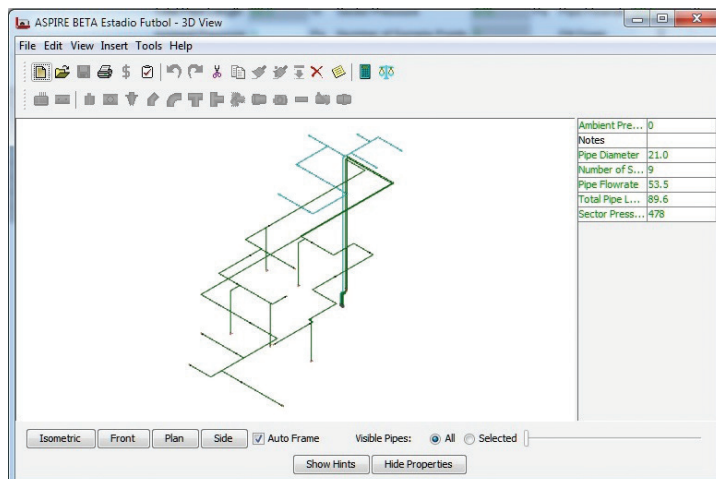 ASPIRE BETA Estadio Futbol - 3D View
File Edit View Insert Tools Help
Ambient Pre... 0
Notes
Pipe Diameter 21.0
Number of S... 9
Pipe Flowrate 53.5
Total Pipe L... 89.6
Sector Press... 478
Isometric Front Plan Side Auto Frame Visible Pipes: All Selected
Show Hints Hide Properties